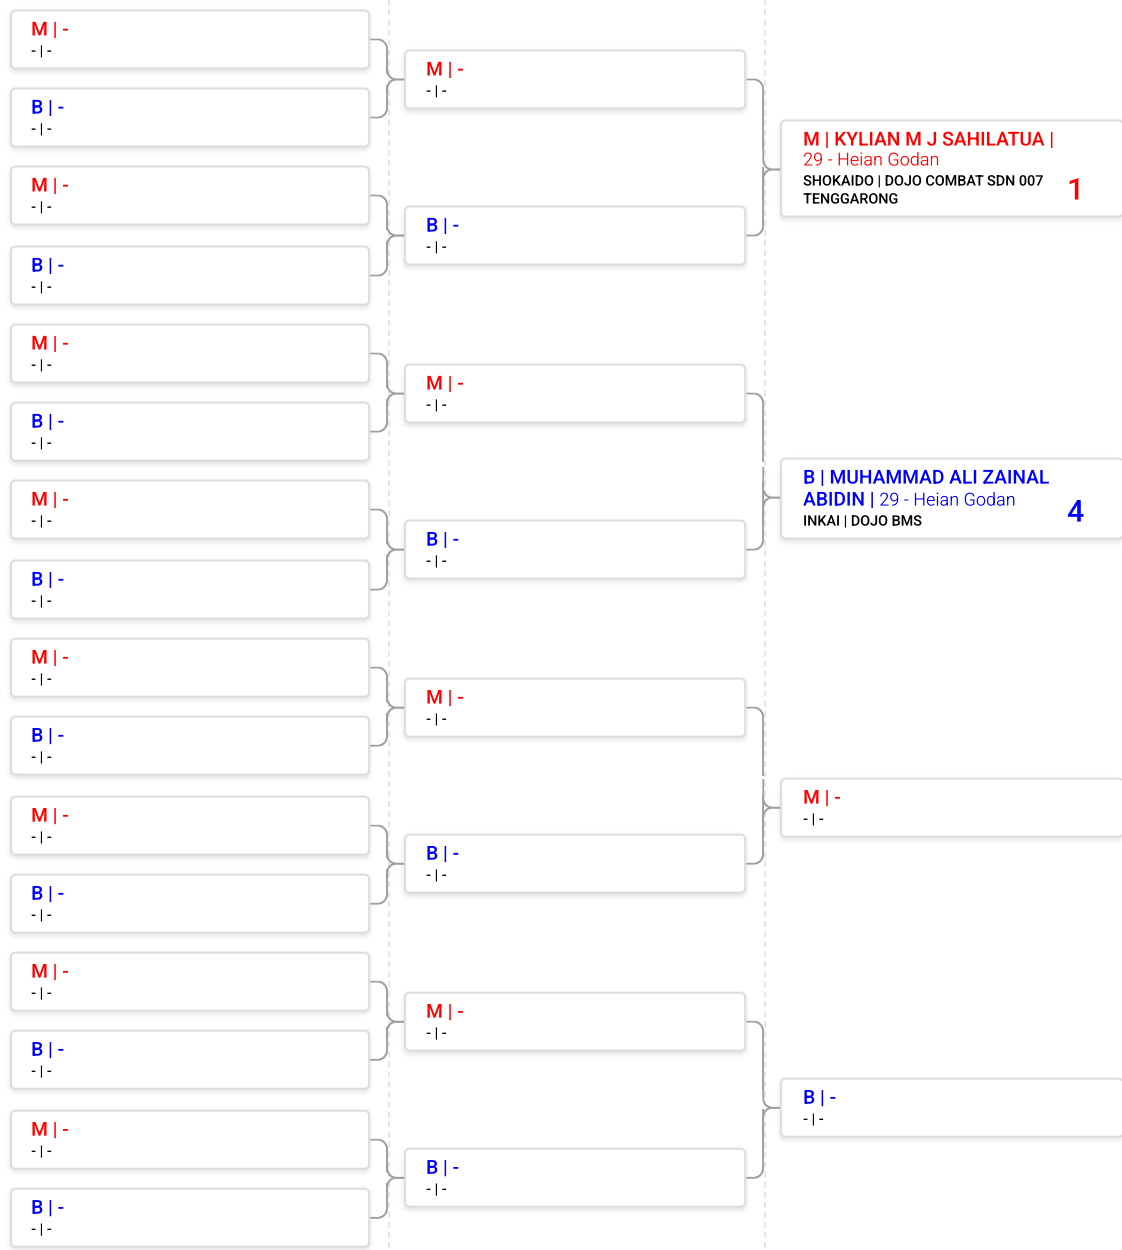 M | -
- | -
B | -
- | -
M | -
- | -
B | -
- | -
M | -
- | -
B | -
- | -
M | -
- | -
B | -
- | -
M | -
- | -
B | -
- | -
M | -
- | -
B | -
- | -
M | -
- | -
B | -
- | -
M | -
- | -
B | -
- | -
M | -
- | -
B | -
- | -
M | -
- | -
B | -
- | -
M | -
- | -
B | -
- | -
M | -
- | -
B | -
- | -
M | KYLIAN M J SAHILATUA |
29 - Heian Godan
SHOKAIDO | DOJO COMBAT SDN 007
TENGGARONG
1
B | MUHAMMAD ALI ZAINAL
ABIDIN | 29 - Heian Godan
INKAI | DOJO BMS
4
M | -
- | -
B | -
- | -